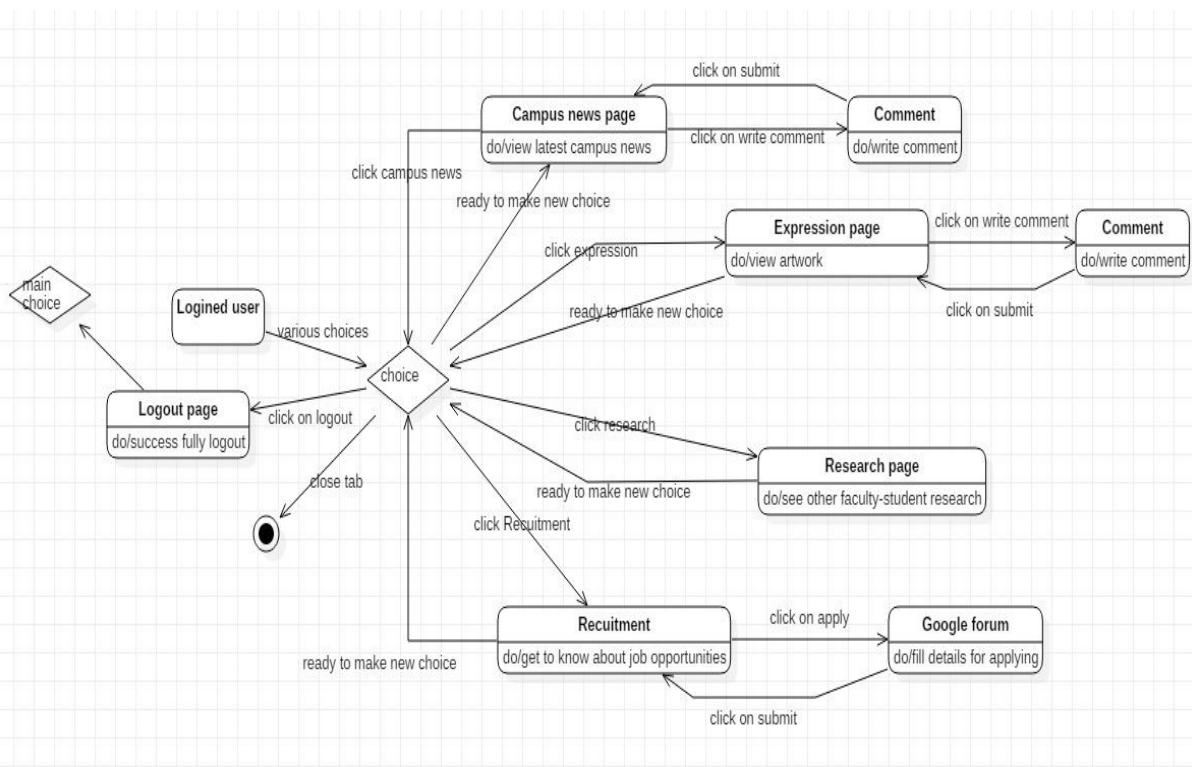 click on submit
Campus news page
do/view latest campus news
click on write comment
Comment
do/write comment
click campus news
ready to make new choice
Expression page
do/view artwork
click on write comment
Comment
do/write comment
click expression
click on submit
ready to make new choice
main
choice
Logined user
various choices
choice
Logout page
do/success fully logout
click on logout
click research
Research page
do/see other faculty-student research
ready to make new choice
close tab
click Recuitment
Recuitment
do/get to know about job opportunities
click on apply
Google forum
do/fill details for applying
ready to make new choice
click on submit